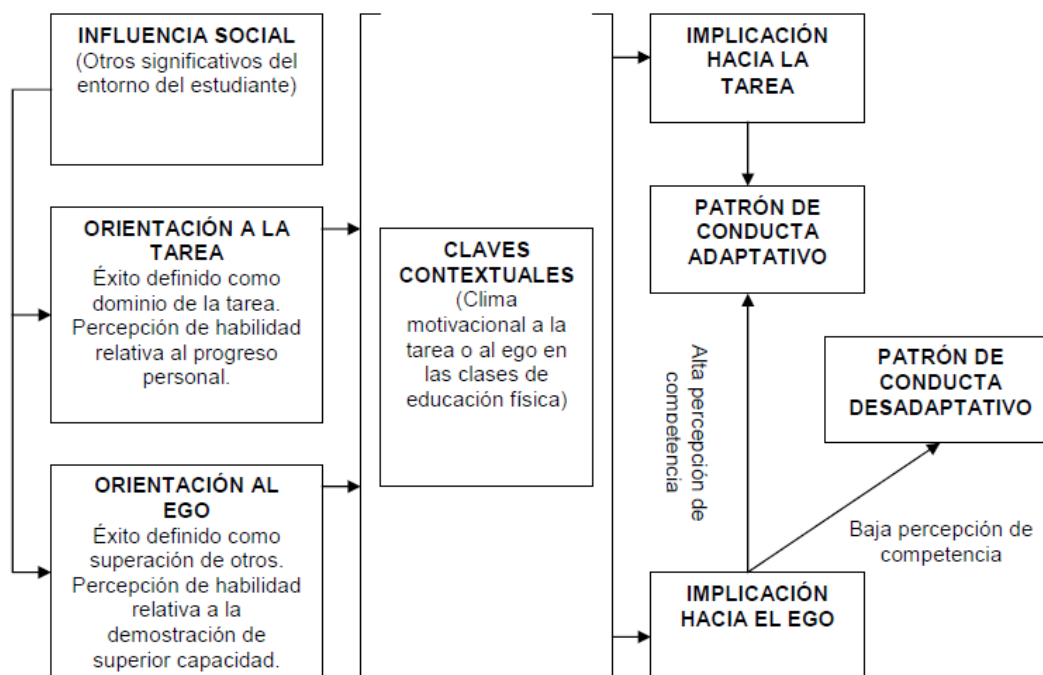 INFLUENCIA SOCIAL
(Otros significativos del
entorno del estudiante)
ORIENTACIÓN A LA
TAREA
Éxito definido como
dominio de la tarea.
Percepción de habilidad
relativa al progreso
personal.
ORIENTACIÓN AL
EGO
Éxito definido como
superación de otros.
Percepción de habilidad
relativa a la
demostración de
superior capacidad.
CLAVES
CONTEXTUALES
(Clima
motivacional a la
tarea o al ego en
las clases de
educación física)
IMPLICACIÓN
HACIA LA
TAREA
PATRÓN DE
CONDUCTA
ADAPTATIVO
Alta percepción de
competencia
PATRÓN DE
CONDUCTA
DESADAPTATIVO
Baja percepción de
competencia
IMPLICACIÓN
HACIA EL EGO